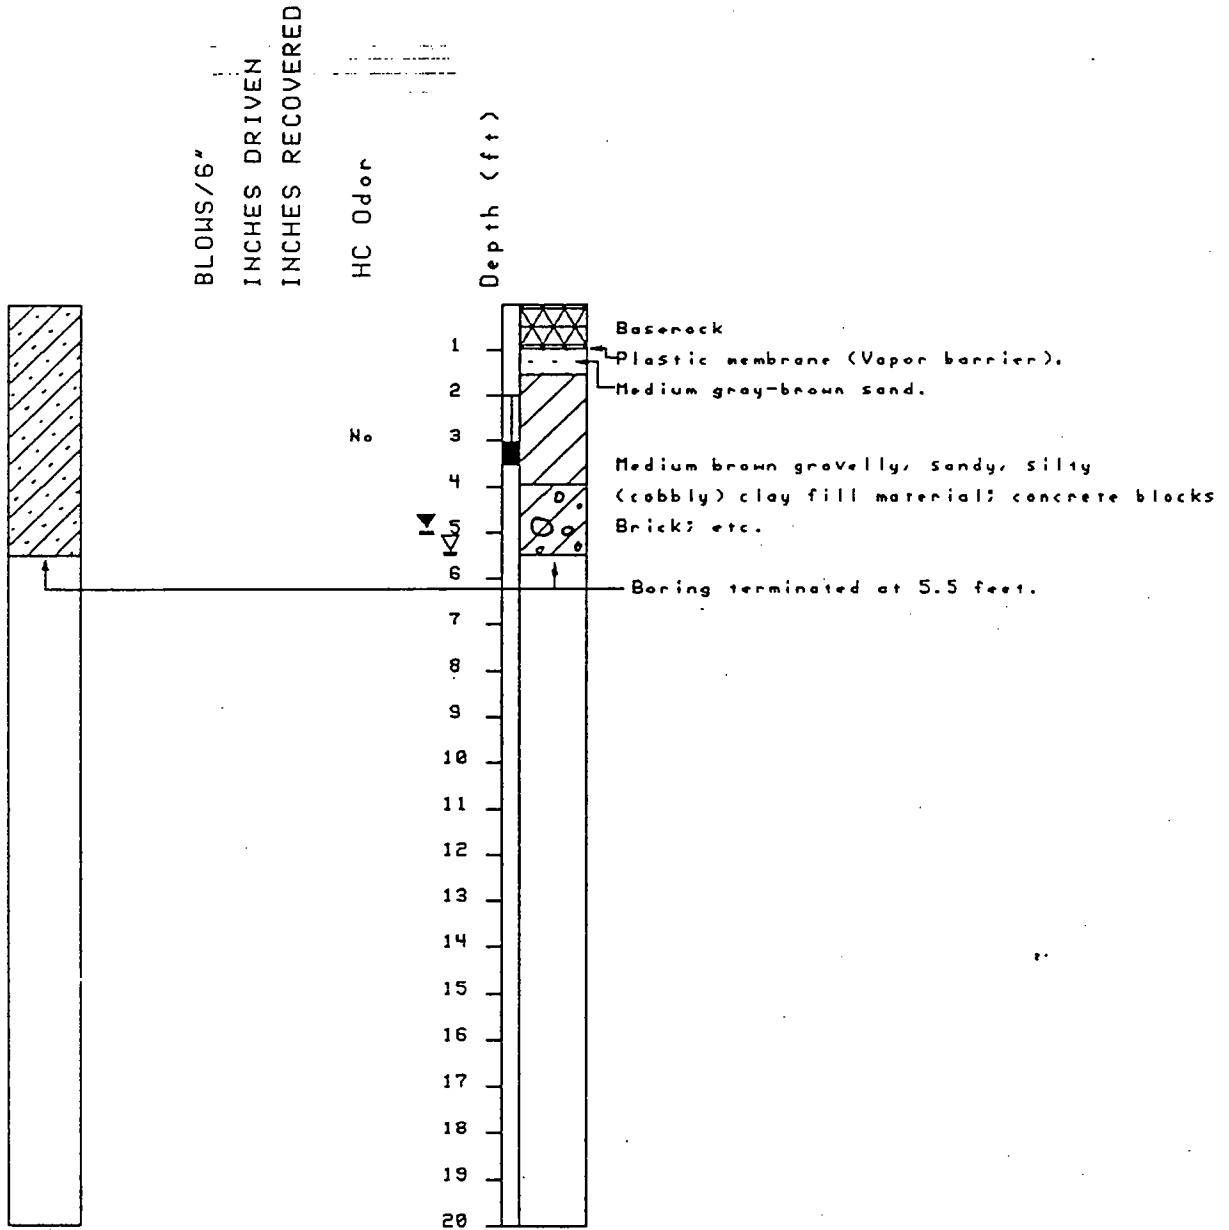 BLOWS/6"
INCHES DRIVEN
INCHES RECOVERED
HC Odor
Depth (ft)
Baserock
1
Plastic membrane (Vapor barrier).
2
Medium gray-brown sand.
No
3
Medium brown gravelly, sandy, silty
4
(cobbly) clay fill material; concrete blocks
5
Brick; etc.
6
Boring terminated at 5.5 feet.
7
8
9
10
11
12
13
14
15
16
17
18
19
20